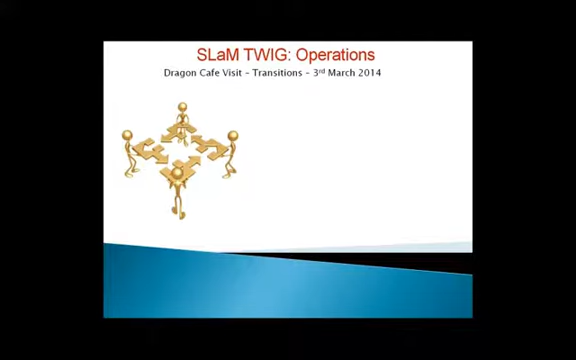 SLaM TWIG: Operations
Dragon Cafe Visit – Transitions – 3rd March 2014